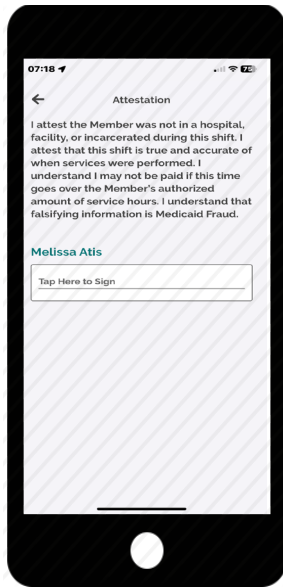 07:18
75
Attestation
I attest the Member was not in a hospital,
facility, or incarcerated during this shift. I
attest that this shift is true and accurate of
when services were performed. I
understand I may not be paid if this time
goes over the Member's authorized
amount of service hours. I understand that
falsifying information is Medicaid Fraud.
Melissa Atis
Tap Here to Sign